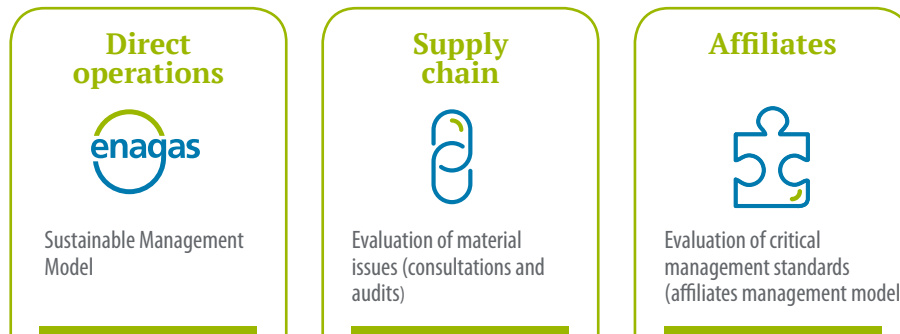 Direct
operations
enagas
Sustainable Management
Model
Supply
chain
Evaluation of material
issues (consultations and
audits)
Affiliates
Evaluation of critical
management standards
(affiliates management model